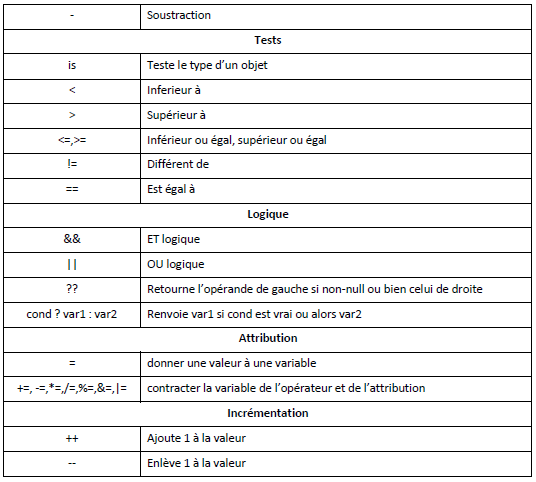 - Soustraction
Tests
is Teste le type d’un objet
< Inferieur à
> Supérieur à
<=,>= Inférieur ou égal, supérieur ou égal
!= Différent de
== Est égal à
Logique
&& ET logique
|| OU logique
?? Retourne l’opérande de gauche si non-null ou bien celui de droite
cond ? var1 : var2 Renvoie var1 si cond est vrai ou alors var2
Attribution
= donner une valeur à une variable
+=, -=,*=,/=,%=,&=,|= contracter la variable de l’opérateur et de l’attribution
Incrémentation
++ Ajoute 1 à la valeur
-- Enlève 1 à la valeur